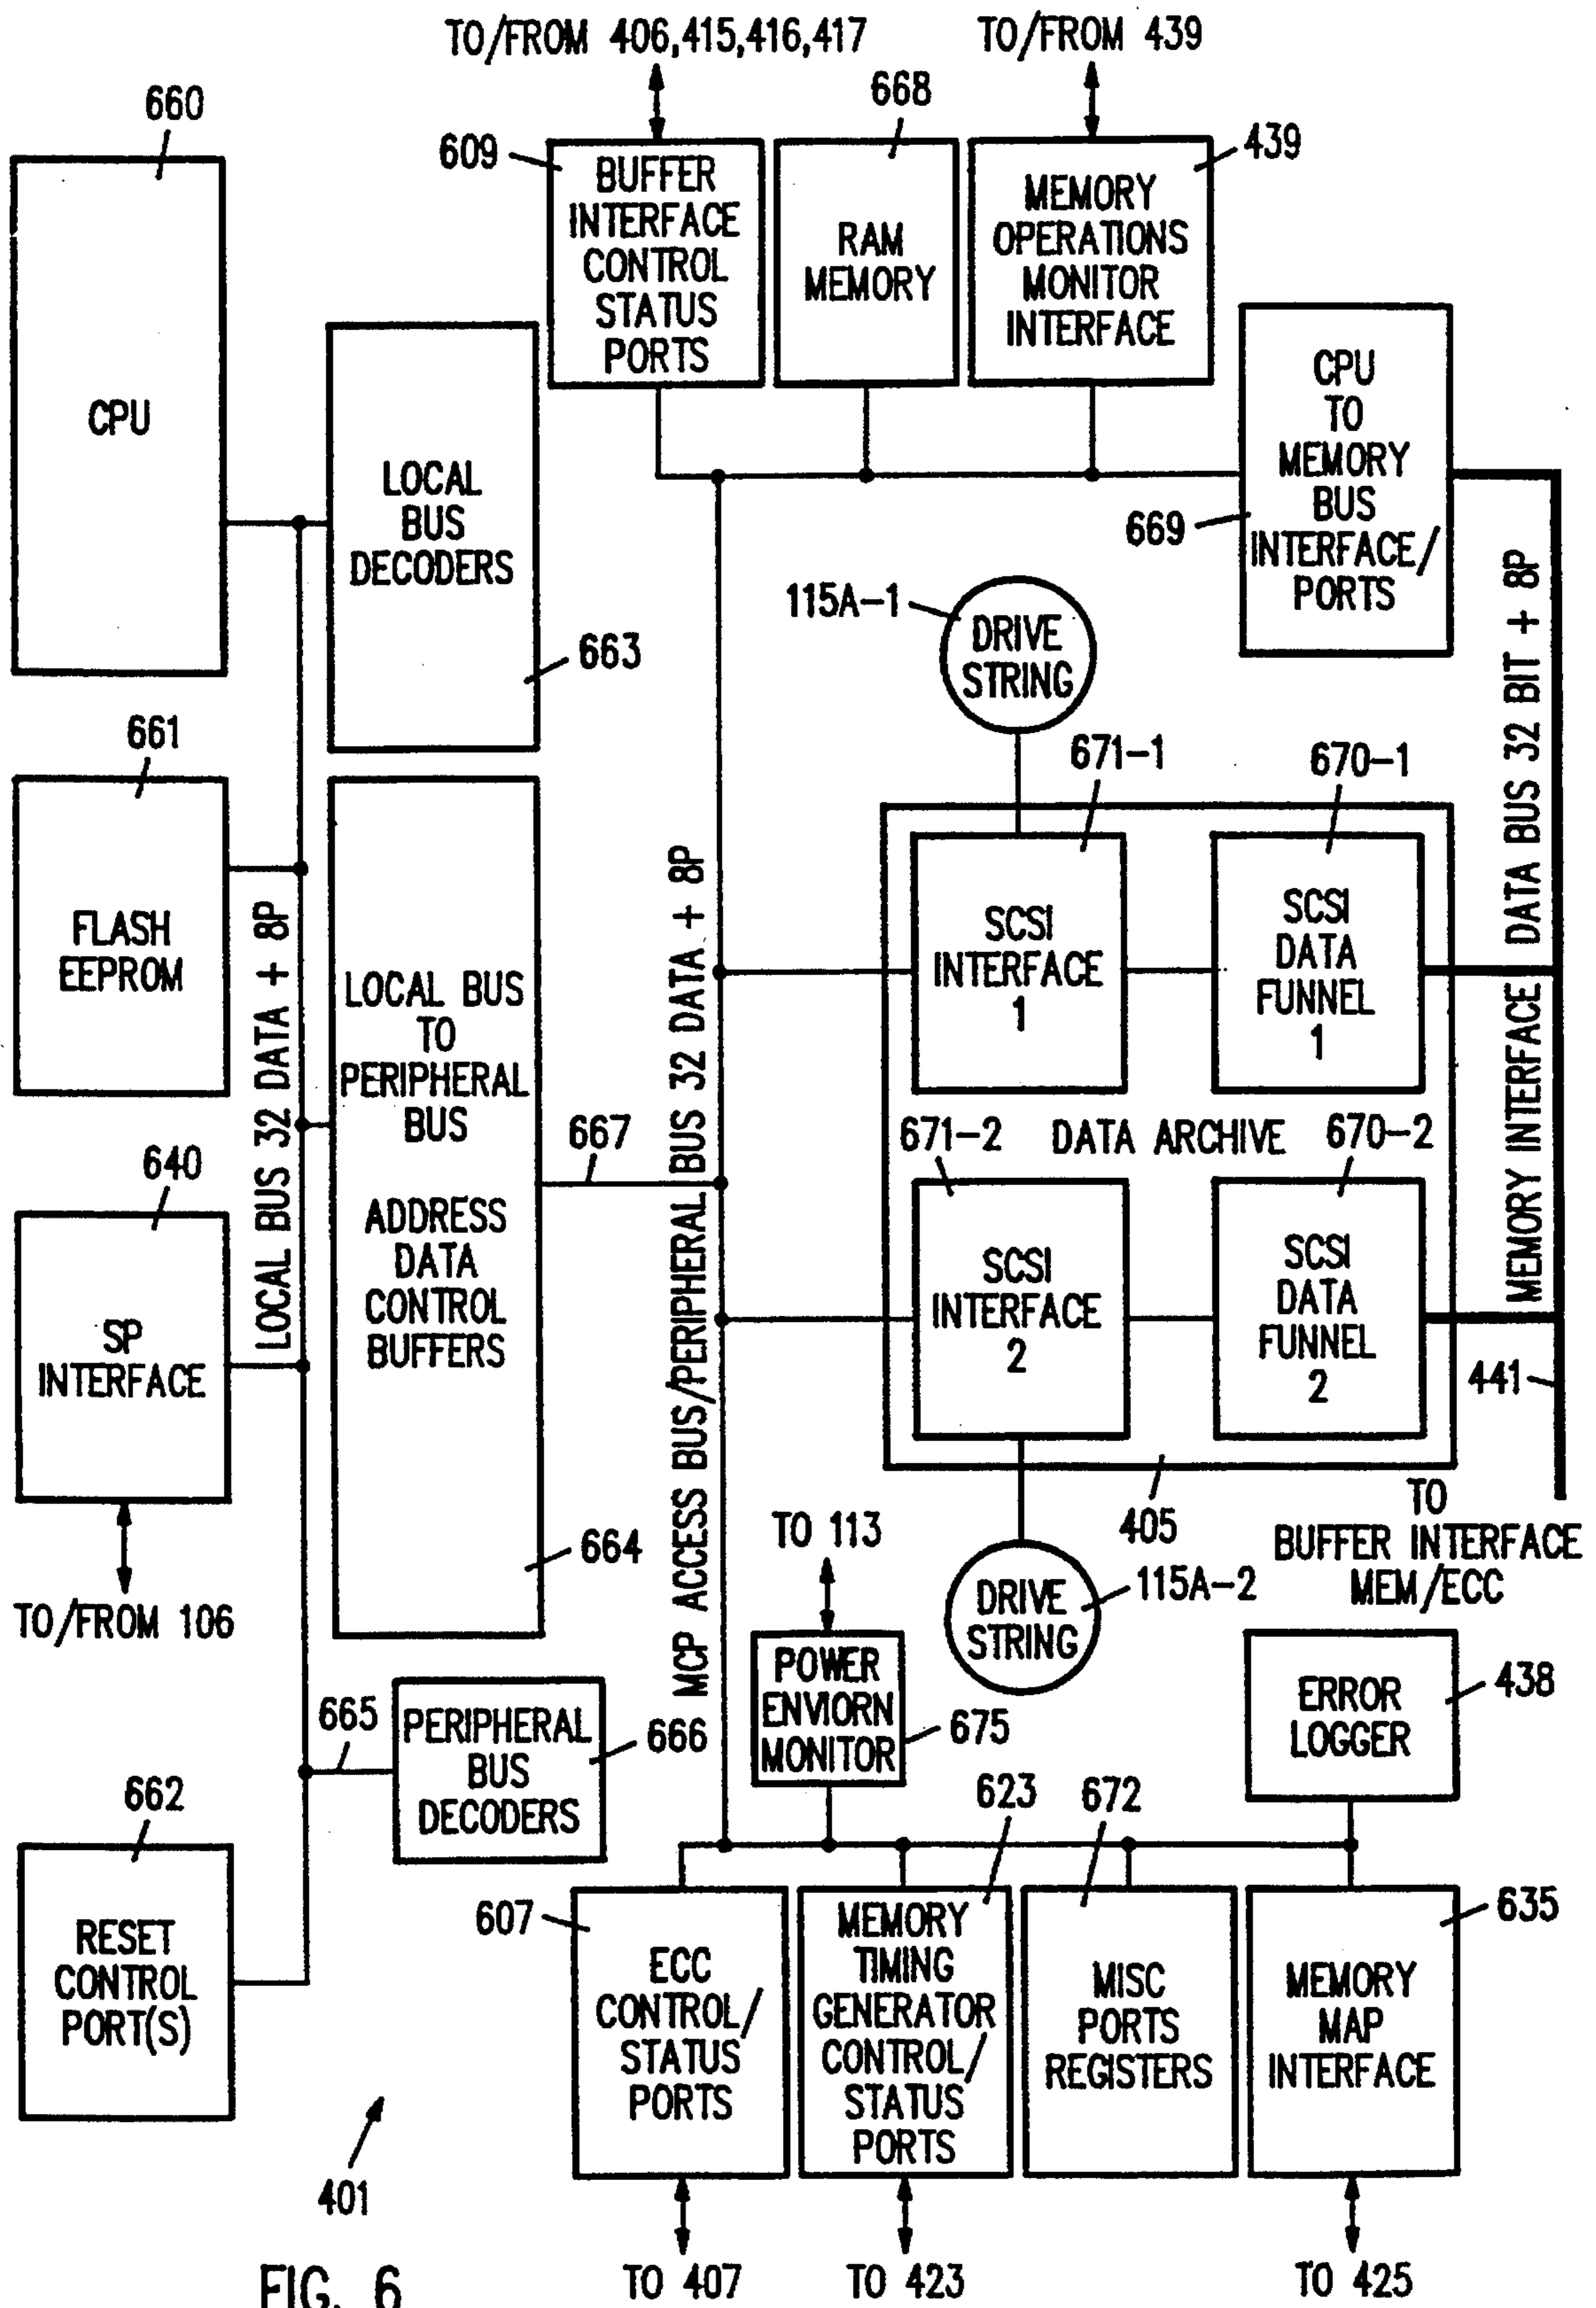 TO/FROM 406,415,416,417
TO/FROM 439
660
CPU
609
BUFFER
INTERFACE
CONTROL
STATUS
PORTS
668
RAM
MEMORY
439
MEMORY
OPERATIONS
MONITOR
INTERFACE
LOCAL
BUS
DECODERS
663
CPU
TO
MEMORY
BUS
INTERFACE/
PORTS
669
115A-1
DRIVE
STRING
661
FLASH
EEPROM
LOCAL BUS 32 DATA + 8P
LOCAL BUS
TO
PERIPHERAL
BUS
ADDRESS
DATA
CONTROL
BUFFERS
664
667
MCP ACCESS BUS/PERIPHERAL BUS 32 DATA + 8P
671-1
SCSI
INTERFACE
1
670-1
SCSI
DATA
FUNNEL
1
MEMORY INTERFACE DATA BUS 32 BIT + 8P
671-2
DATA ARCHIVE
670-2
SCSI
INTERFACE
2
SCSI
DATA
FUNNEL
2
441
640
SP
INTERFACE
TO/FROM 106
405
TO
BUFFER INTERFACE
MEM/ECC
TO 113
DRIVE
STRING
115A-2
POWER
ENVIORN
MONITOR
675
ERROR
LOGGER
438
665
PERIPHERAL
BUS
DECODERS
666
662
RESET
CONTROL
PORT(S)
607
ECC
CONTROL/
STATUS
PORTS
623
MEMORY
TIMING
GENERATOR
CONTROL/
STATUS
PORTS
672
MISC
PORTS
REGISTERS
635
MEMORY
MAP
INTERFACE
401
TO 407
TO 423
TO 425
FIG. 6